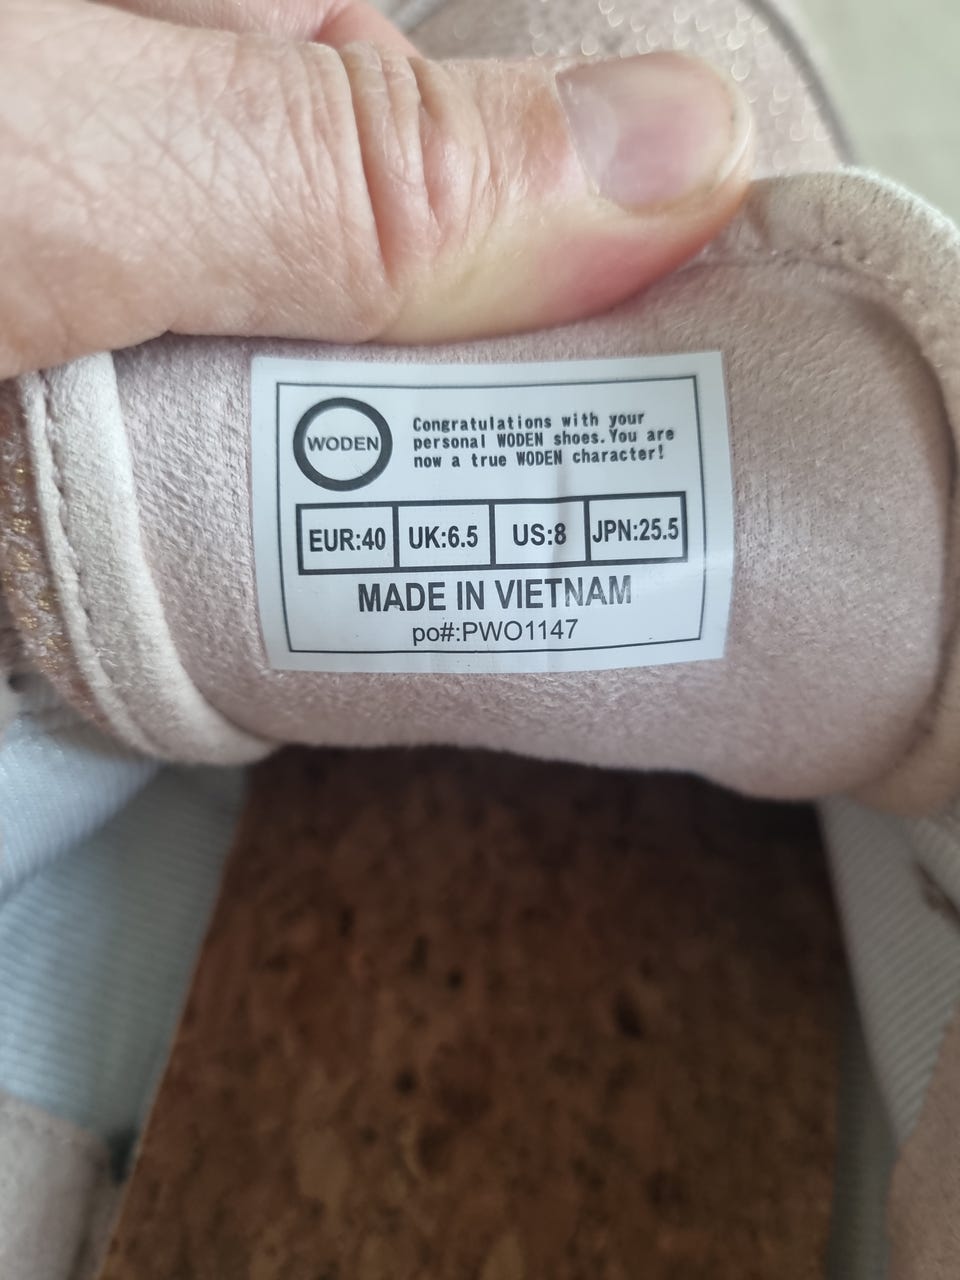 WODEN
Congratulations with your
personal WODEN shoes.You are
now a true WODEN character!
EUR:40 UK:6.5 US:8 JPN:25.5
MADE IN VIETNAM
po#:PWO1147